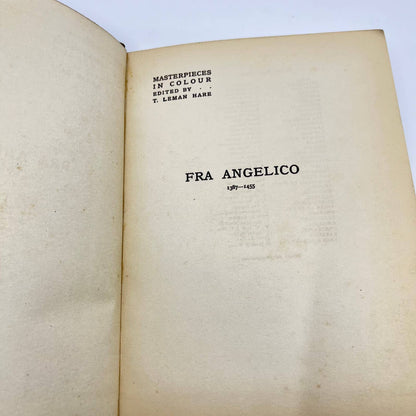 MASTERPIECES
IN COLOUR
EDITED BY . .
T. LEMAN HARE
FRA ANGELICO
1387—1455